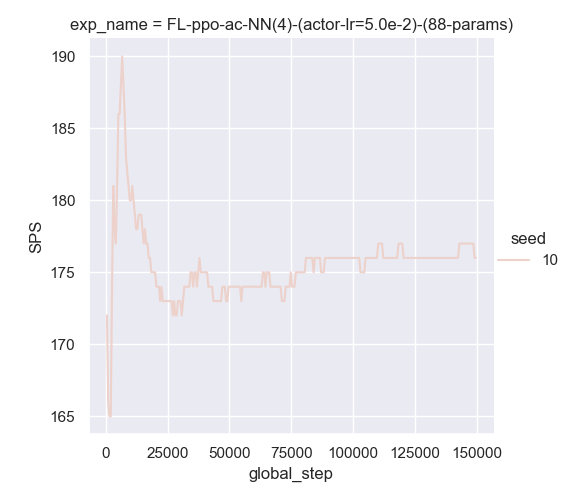 exp_name = FL-ppo-ac-NN(4)-(actor-lr=5.0e-2)-(88-params)
190
185
180
175
170
165
SPS
0 25000 50000 75000 100000 125000 150000
global_step
seed
10